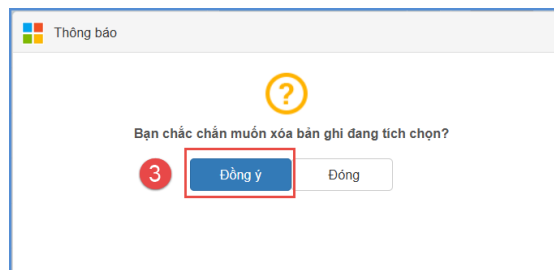 Thông báo
?
Bạn chắc chắn muốn xóa bản ghi đang tích chọn?
3 Đồng ý Đóng